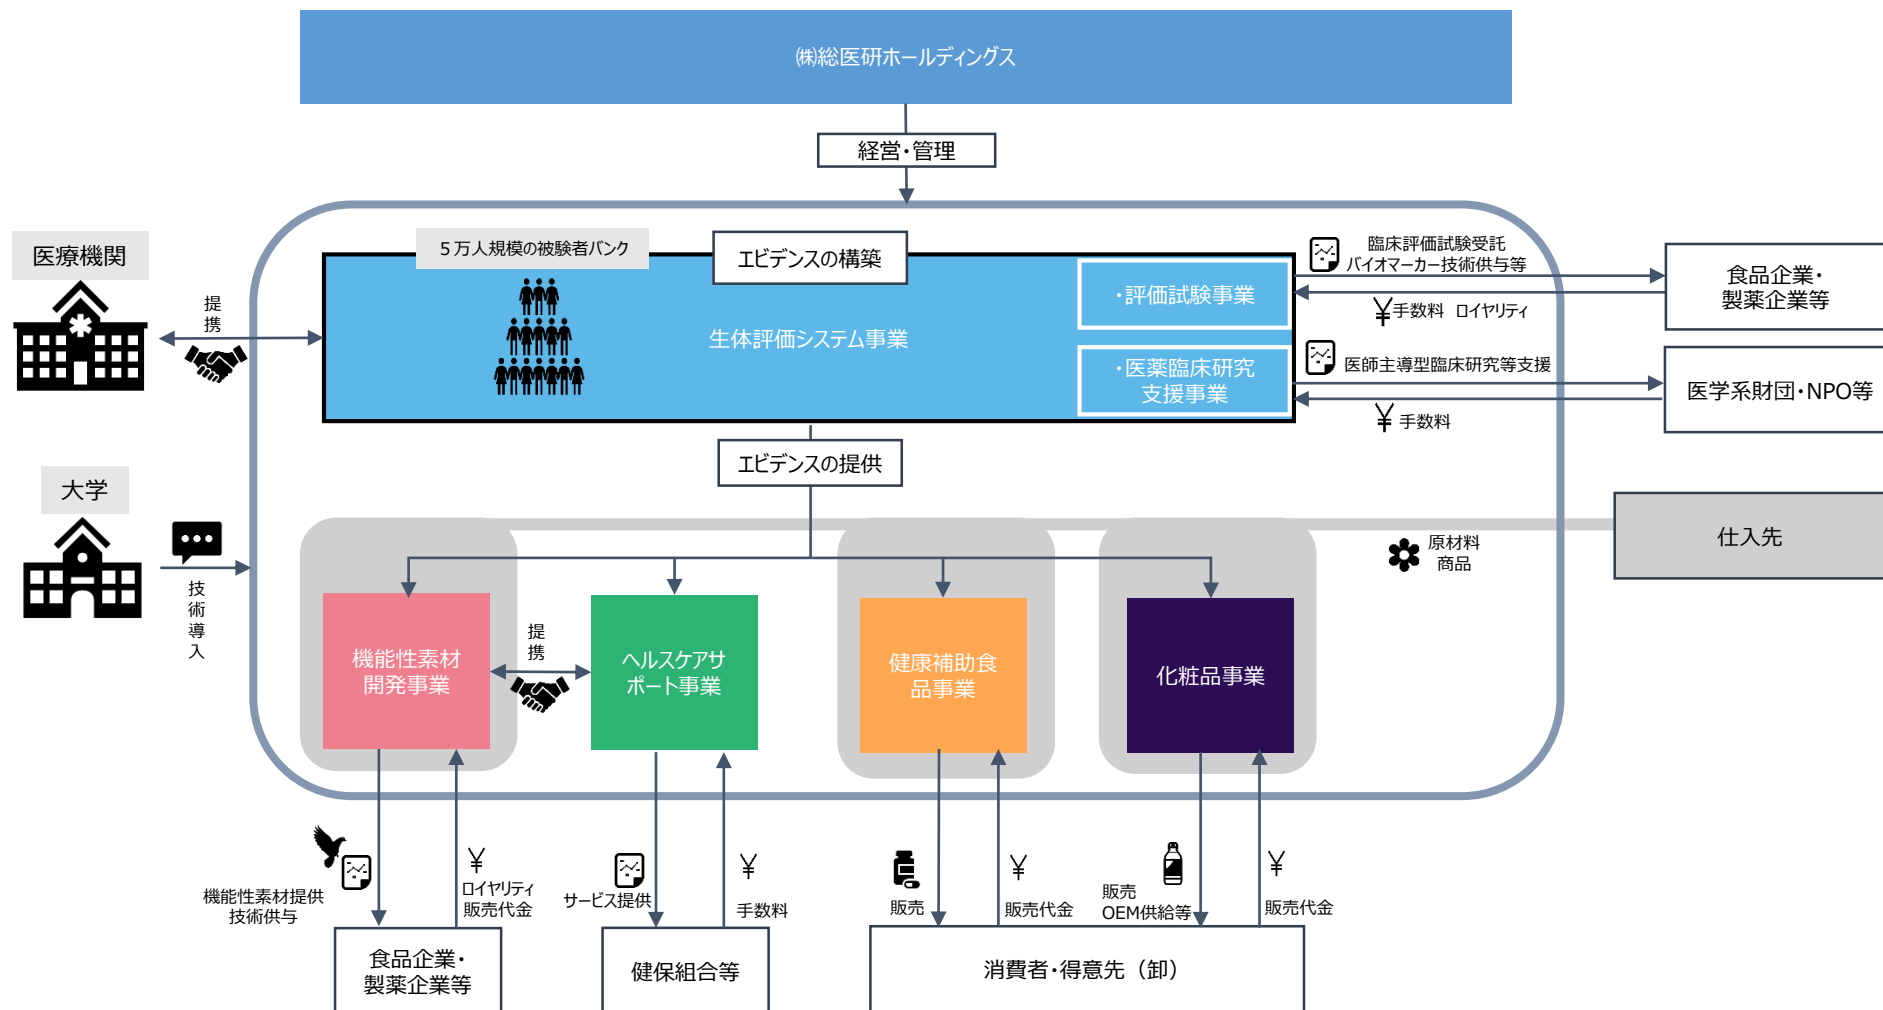 ㈱総医研ホールディングス
経営・管理
医療機関
５万人規模の被験者バンク
エビデンスの構築
臨床評価試験受託
バイオマーカー技術供与等
食品企業・
製薬企業等
・評価試験事業
提
携
手数料 ロイヤリティ
生体評価システム事業
医師主導型臨床研究等支援
・医薬臨床研究
支援事業
医学系財団・NPO等
手数料
エビデンスの提供
大学
仕入先
原材料
商品
技
術
導
入
機能性素材
開発事業
提
携
ヘルスケアサ
ポート事業
健康補助食
品事業
化粧品事業
機能性素材提供
技術供与
ロイヤリティ
販売代金
サービス提供
手数料
販売
販売代金
販売
OEM供給等
販売代金
食品企業・
製薬企業等
健保組合等
消費者・得意先（卸）